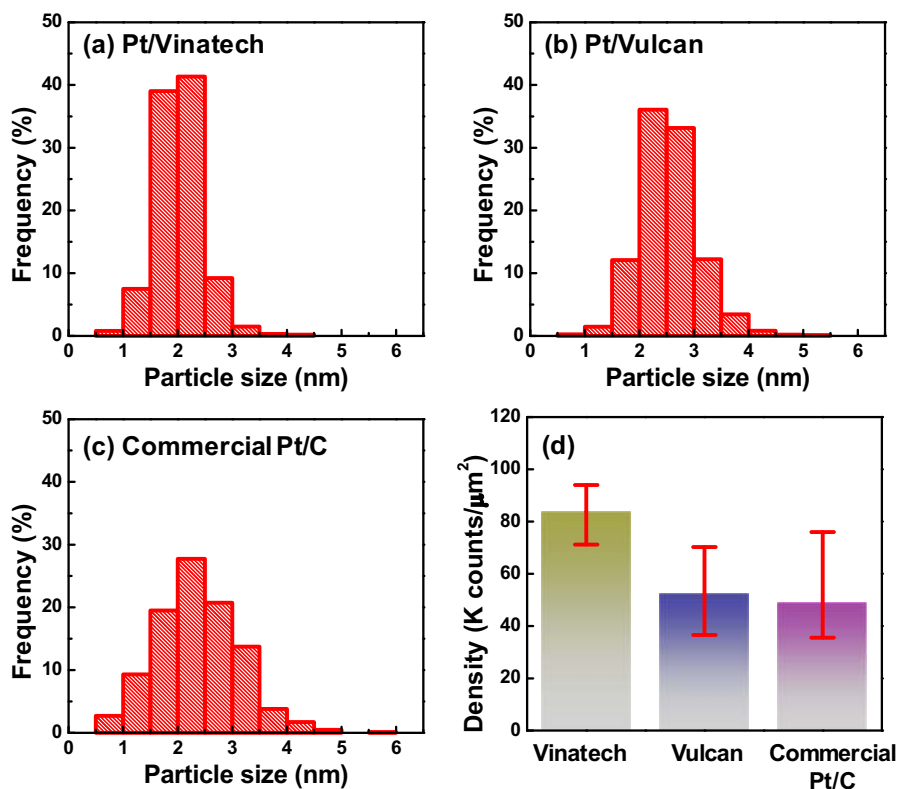 50
(a) Pt/Vinatech
40
30
20
10
0
Frequency (%)
0 1 2 3 4 5 6
Particle size (nm)
50
(b) Pt/Vulcan
40
30
20
10
0
Frequency (%)
0 1 2 3 4 5 6
Particle size (nm)
50
(c) Commercial Pt/C
40
30
20
10
0
Frequency (%)
0 1 2 3 4 5 6
Particle size (nm)
120
(d)
100
80
60
40
20
0
Density (K counts/μm²)
Vinatech Vulcan Commercial
Pt/C